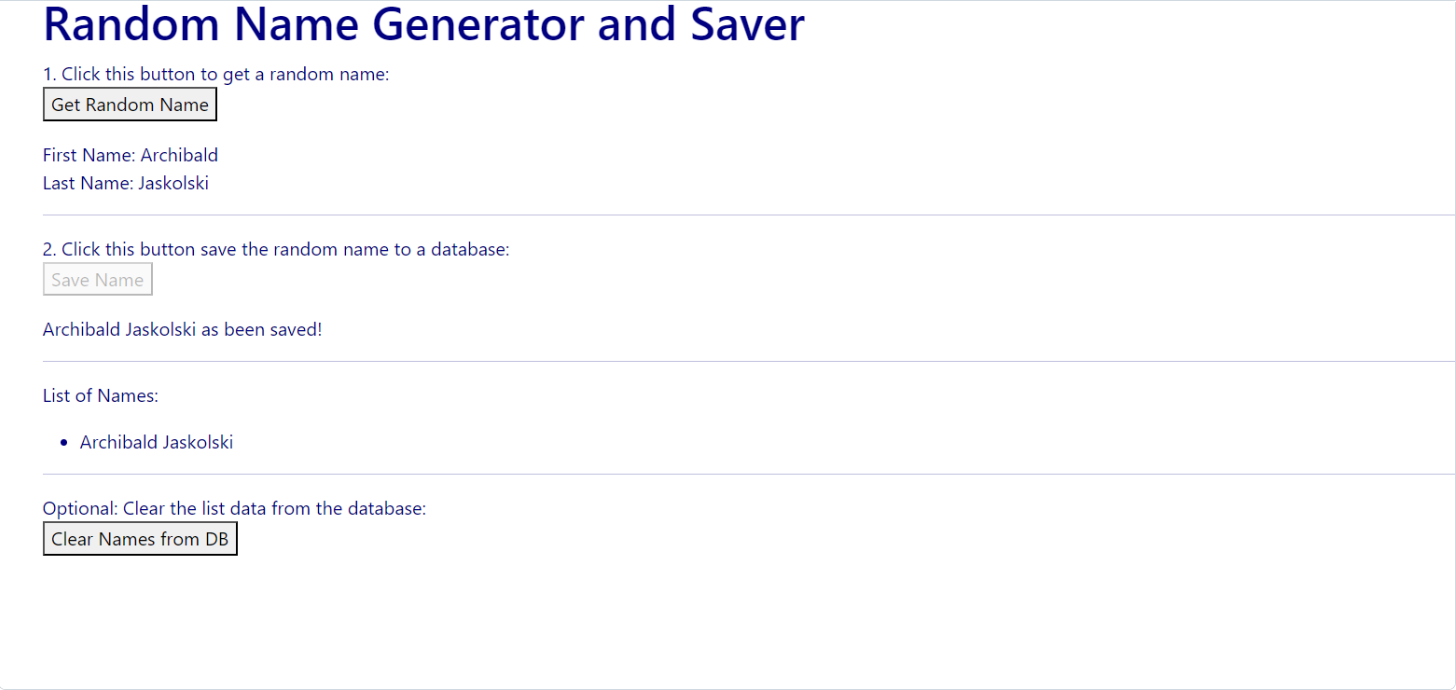 Random Name Generator and Saver
1. Click this button to get a random name:
Get Random Name
First Name: Archibald
Last Name: Jaskolski
2. Click this button save the random name to a database:
Save Name
Archibald Jaskolski as been saved!
List of Names:
• Archibald Jaskolski
Optional: Clear the list data from the database:
Clear Names from DB